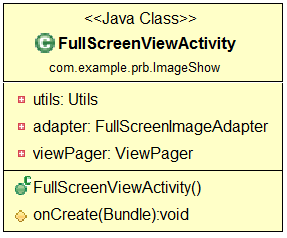 <<Java Class>>
FullScreenViewActivity
com.example.prb.ImageShow
utils: Utils
adapter: FullScreenImageAdapter
viewPager: ViewPager
FullScreenViewActivity()
onCreate(Bundle):void